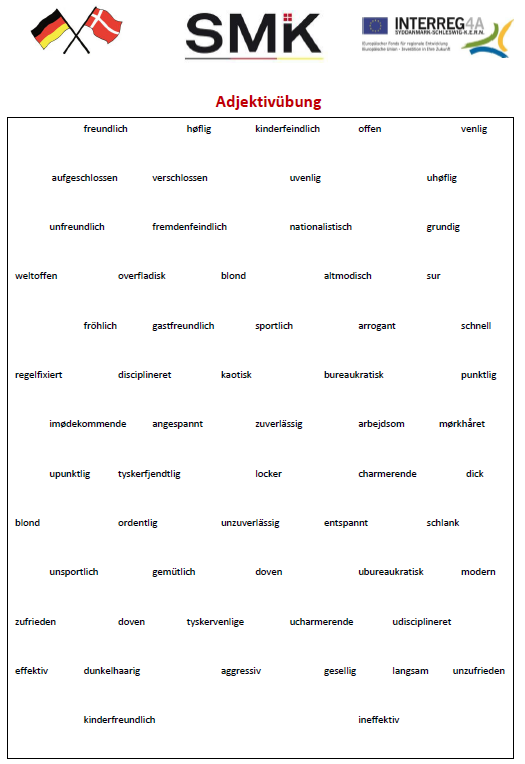 SMK
INTERREG4A
SYDDANMARK-SCHLESWIG-K.E.R.N.
Europäischer Fonds für regionale Entwicklung
Europäische Union - Investition in Ihre Zukunft
Adjektivübung
freundlich høflig kinderfeindlich offen venlig
aufgeschlossen verschlossen uvenlig uhøflig
unfreundlich fremdenfeindlich nationalistisch grundig
weltoffen overfladisk blond altmodisch sur
fröhlich gastfreundlich sportlich arrogant schnell
regelfixiert disciplineret kaotisk bureaukratisk punktlig
imødekommende angespannt zuverlässig arbejdsom mørkhåret
upunktlig tyskerfjendtlig locker charmerende dick
blond ordentlig unzuverlässig entspannt schlank
unsportlich gemütlich doven ubureaukratisk modern
zufrieden doven tyskervenlige ucharmerende udisciplineret
effektiv dunkelhaarig aggressiv gesellig langsam unzufrieden
kinderfreundlich ineffektiv